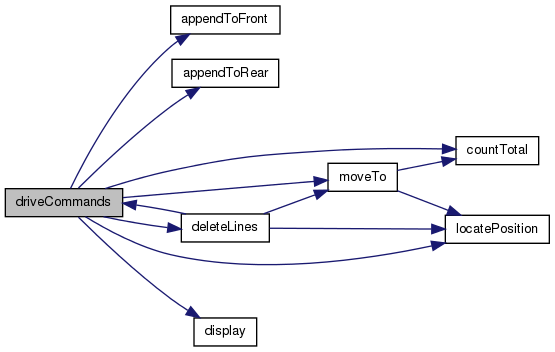 appendToFront
appendToRear
countTotal
moveTo
driveCommands
deleteLines
locatePosition
display